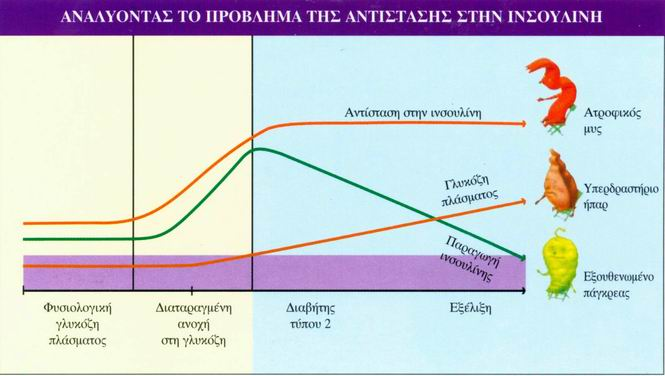 ΑΝΑΛΥΟΝΤΑΣ ΤΟ ΠΡΟΒΛΗΜΑ ΤΗΣ ΑΝΤΙΣΤΑΣΗΣ ΣΤΗΝ ΙΝΣΟΥΛΙΝΗ
Αντίσταση στην ινσουλίνη
Ατροφικός
μυς
Γλυκόζη
πλάσματος
Υπερδραστήριο
ήπαρ
Παραγωγή
ινσουλίνης
Εξουθενωμένο
πάγκρεας
Φυσιολογική
γλυκόζη
πλάσματος
Διαταραγμένη
ανοχή
στη γλυκόζη
Διαβήτης
τύπου 2
Εξέλιξη